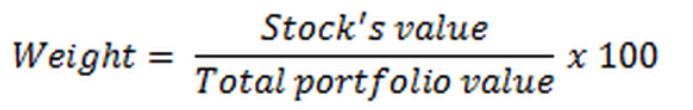 Stock's value
Weight = x 100
Total portfolio value